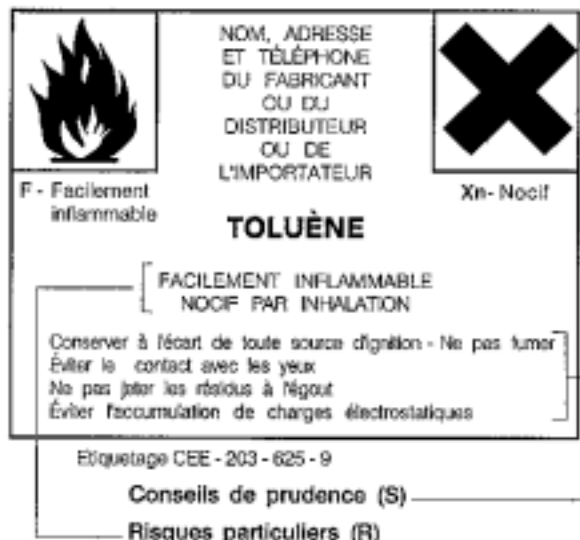 NOM, ADRESSE
ET TÉLÉPHONE
DU FABRICANT
OU DU
DISTRIBUTEUR
OU DE
L'IMPORTATEUR
F - Facilement
inflammable
Xn- Nocif
TOLUÈNE
FACILEMENT INFLAMMABLE
NOCIF PAR INHALATION
Conserver à l'écart de toute source d'ignition - Ne pas fumer
Éviter le contact avec les yeux
Ne pas jeter les résidus à l'égout
Éviter l'accumulation de charges électrostatiques
Etiquetage CEE - 203 - 625 - 9
Conseils de prudence (S)
Risques particuliers (R)